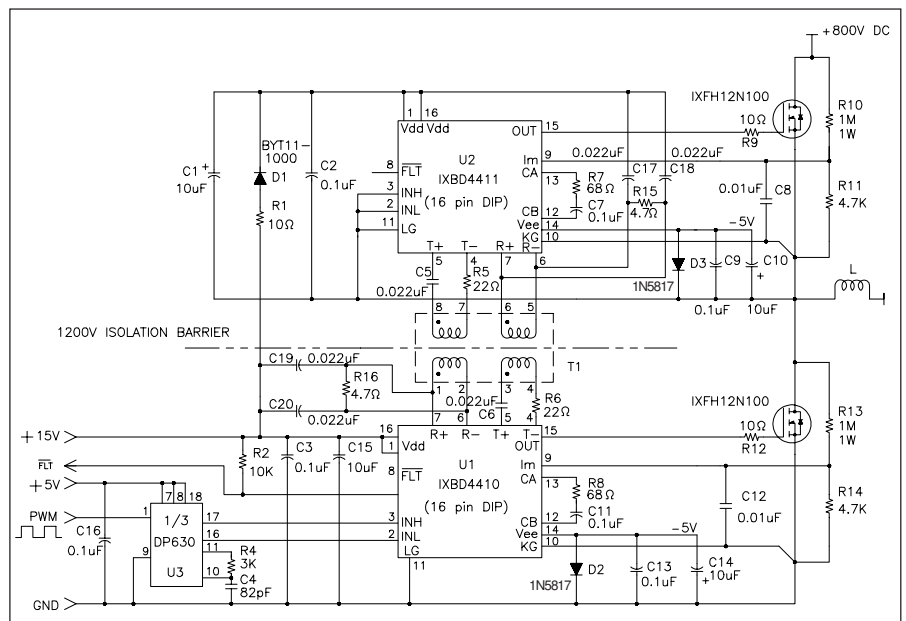 +800V DC
IXFH12N100
10Ω
R9
R10
1M
1W
1 16
Vdd Vdd
OUT 15
U2
IXBD4411
(16 pin DIP)
BYT11-
1000
D1
C1 +
10uF
C2
0.1uF
8 FLT
3 INH
2 INL
11 LG
Im 9
CA 13
CB 12
Vee 14
KG 10
0.022uF 0.022uF
C17 C18
R7
68Ω
C7
0.1uF
R15
4.7Ω
0.01uF
C8
R11
4.7K
R1
10Ω
-5V
T+ T− R+ R−
5 4 7 6
C5
0.022uF
R5
22Ω
D3
1N5817
C9
0.1uF
C10
+
10uF
L
8 7 6 5
1200V ISOLATION BARRIER
T1
C19 0.022uF
R16
4.7Ω
C20
0.022uF
1 2 3 4
0.022uF
C6
R6
22Ω
7 6 5 4
R+ R− T+ T−
IXFH12N100
10Ω
R12
R13
1M
1W
+15V
16
1 Vdd
OUT 15
U1
IXBD4410
(16 pin DIP)
R2
10K
C3
0.1uF
C15
10uF
FLT
8 FLT
+5V
Im 9
CA 13
R8
68Ω
C11
0.1uF
C12
0.01uF
R14
4.7K
PWM
C16
0.1uF
7 8 18
1
1/3
DP630
U3
17
16
11
10
9
R4
3K
C4
82pF
3 INH
2 INL
LG
11
CB 12
Vee 14
KG 10
-5V
D2
1N5817
C13
0.1uF
C14
+
10uF
GND